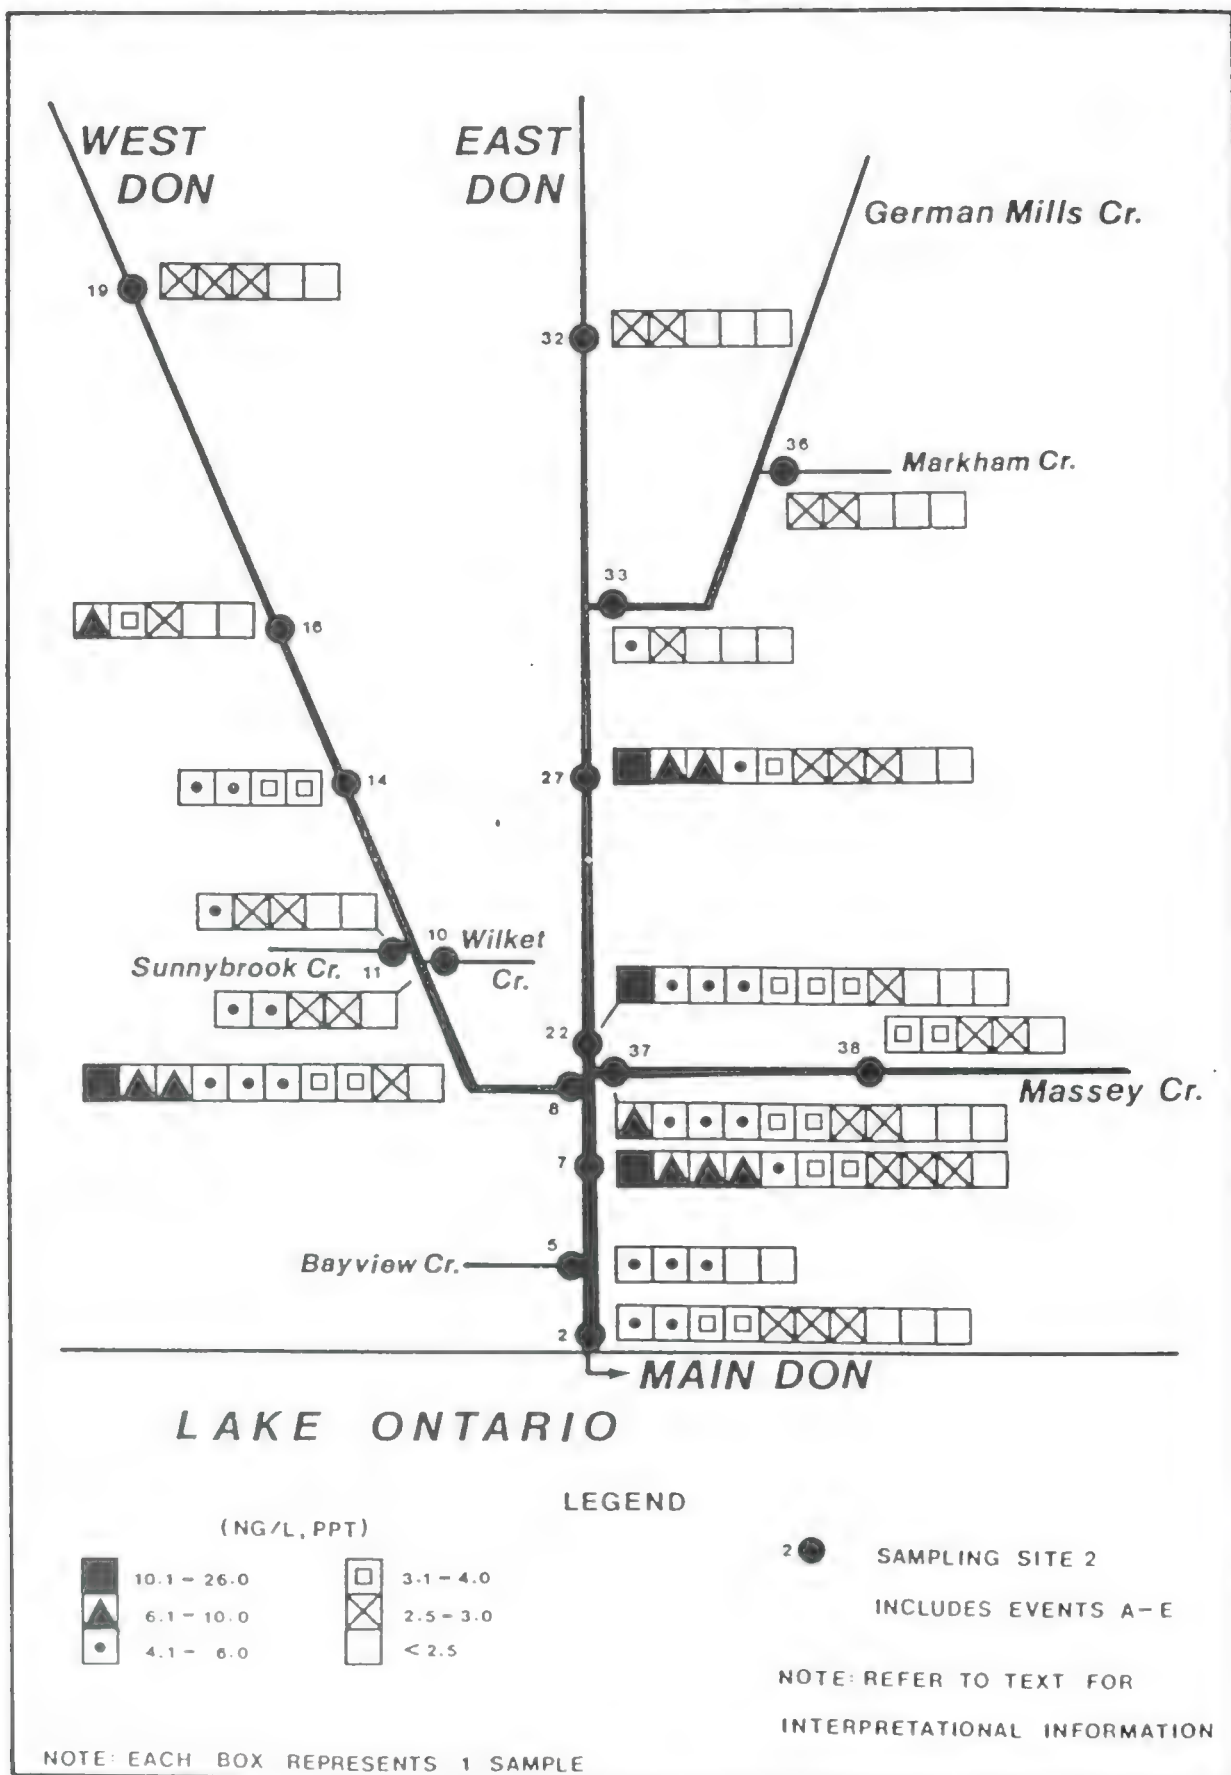 WEST DON
EAST DON
German Mills Cr.
19
32
36
Markham Cr.
33
16
27
14
10
Wilket Cr.
Sunnybrook Cr.
11
22
37
38
Massey Cr.
8
7
5
Bayview Cr.
2
MAIN DON
LAKE ONTARIO
LEGEND
(NG/L, PPT)
10.1 - 26.0
6.1 - 10.0
4.1 - 6.0
3.1 - 4.0
2.5 - 3.0
< 2.5
2 SAMPLING SITE 2
INCLUDES EVENTS A-E
NOTE: REFER TO TEXT FOR
INTERPRETATIONAL INFORMATION
NOTE: EACH BOX REPRESENTS 1 SAMPLE